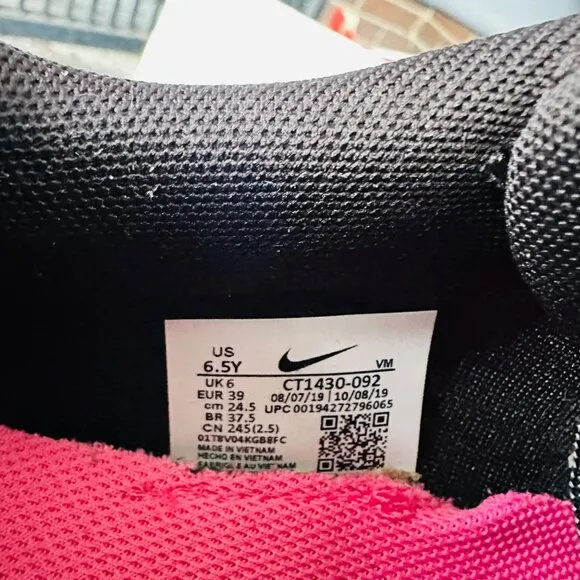 US
6.5Y
VM
UK 6
CT1430-092
EUR 39
08/07/19 | 10/08/19
cm 24.5
UPC 00194272796065
BR 37.5
CN 245(2.5)
01T8V04KGB8FC
MADE IN VIETNAM
HECHO EN VIETNAM
FABRIQUE AU VIETNAM